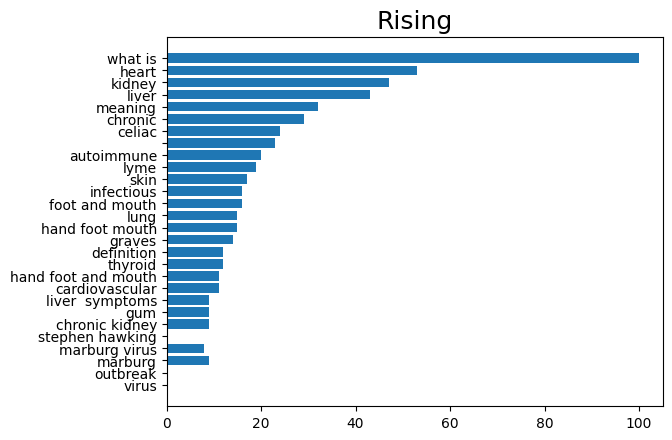 Rising
what is
heart
kidney
liver
meaning
chronic
celiac
autoimmune
lyme
skin
infectious
foot and mouth
lung
hand foot mouth
graves
definition
thyroid
hand foot and mouth
cardiovascular
liver  symptoms
gum
chronic kidney
stephen hawking
marburg virus
marburg
outbreak
virus
0 20 40 60 80 100